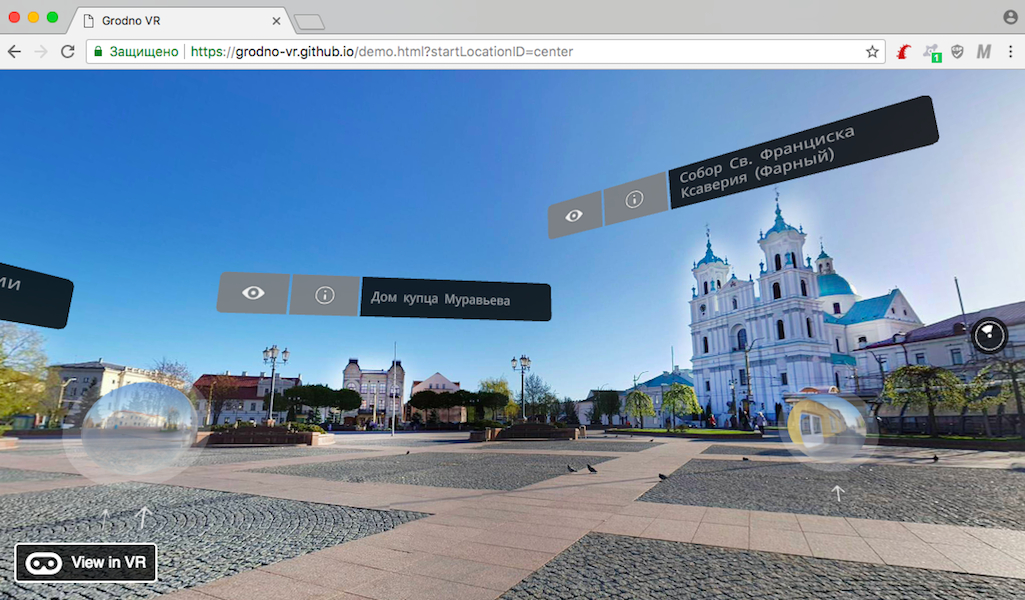 Grodno VR
Защищено
https://grodno-vr.github.io/demo.html?startLocationID=center
1
M
Собор Св. Франциска
Ксаверия (Фарный)
ии
Дом купца Муравьева
View in VR